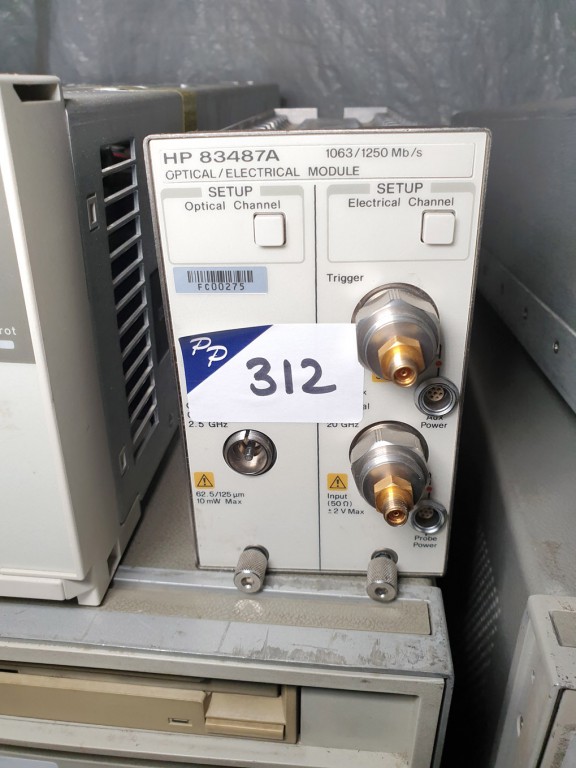 HP 83487A 1063/1250 Mb/s
OPTICAL/ELECTRICAL MODULE
SETUP
Optical Channel
SETUP
Electrical Channel
FC00275
Trigger
PP
312
2.5 GHz
20 GHz
Aux
Power
62.5/125 µm
10 mW Max
Input
(50 Ω)
± 2 V Max
Probe
Power
rot